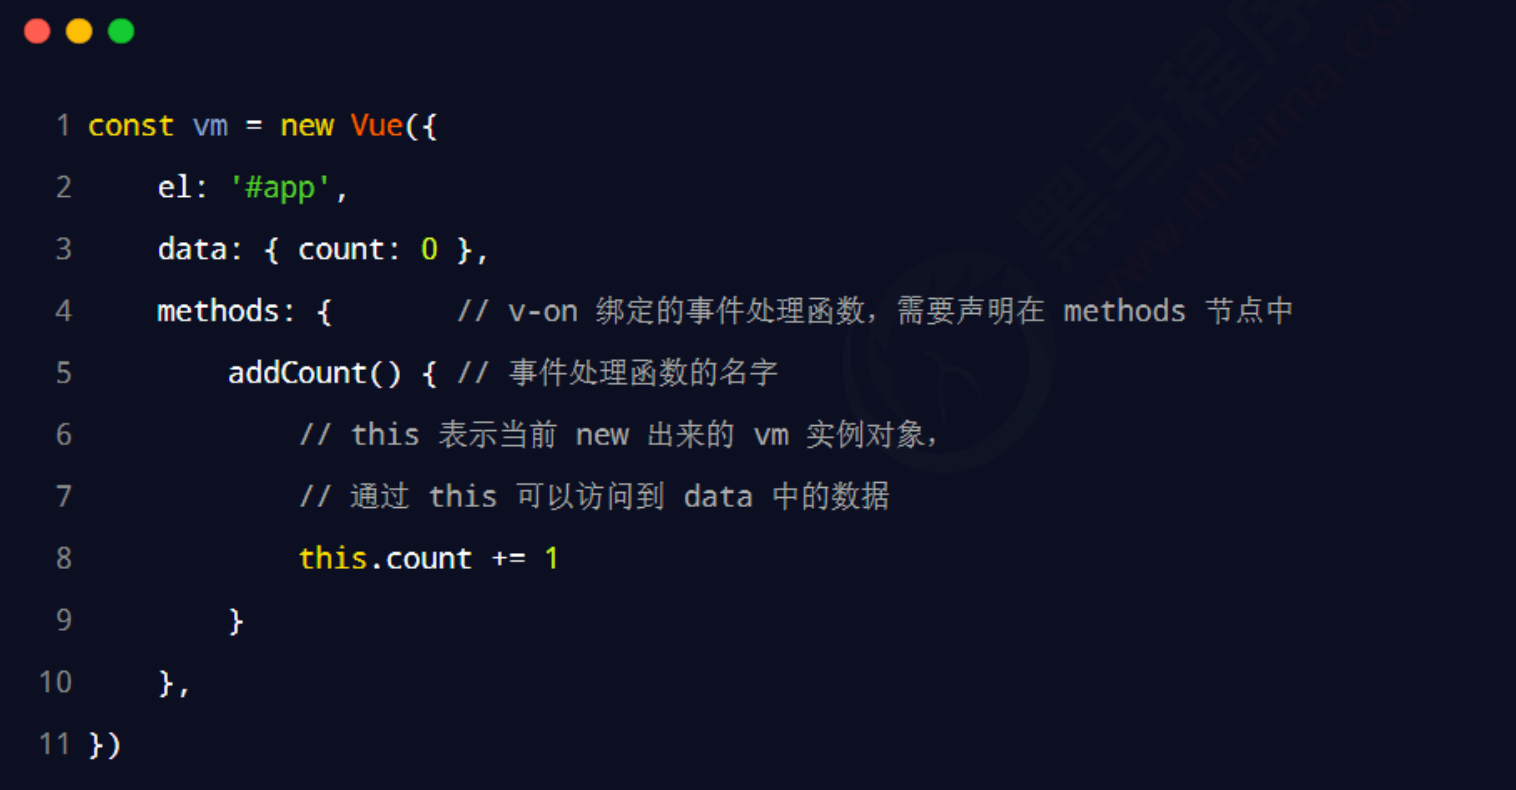 1 const vm = new Vue({
2     el: '#app',
3     data: { count: 0 },
4     methods: {       // v-on 绑定的事件处理函数，需要声明在 methods 节点中
5         addCount() { // 事件处理函数的名字
6             // this 表示当前 new 出来的 vm 实例对象，
7             // 通过 this 可以访问到 data 中的数据
8             this.count += 1
9         }
10     },
11 })
黑马程序
www.itheima.com